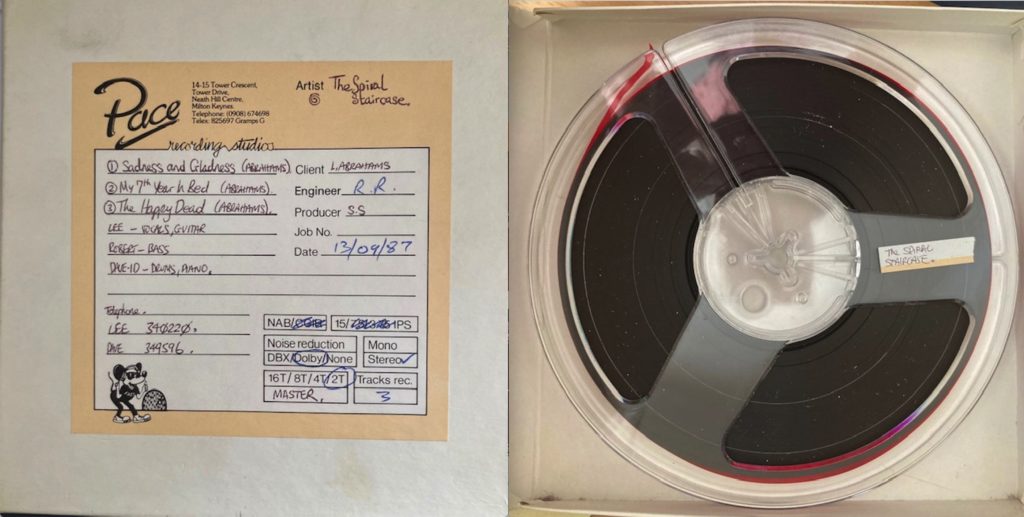 Pace
recording studios
14-15 Tower Crescent,
Tower Drive,
Neath Hill Centre,
Milton Keynes.
Telephone: (0908) 674698
Telex: 825697 Gramps G
Artist The Spiral
Staircase.
① Sadness and Gladness (ABRAHAMS)
② My 7th Year In Bed (ABRAHAMS).
③ The Happy Dead (ABRAHAMS).
LEE - VOCALS, GUITAR
ROBERT - BASS
DAVE-ID - DRUMS, PIANO.
Client L. ABRAHAMS
Engineer R.R.
Producer S.S
Job No.
Date 13/09/87
Telephone.
LEE 340220.
DAVE 349596.
NAB/
15/ IPS
Noise reduction
DBX/Dolby/None
Mono
Stereo✓
16T/8T/4T/2T
MASTER,
Tracks rec.
3
THE SPIRAL
STAIRCASE.